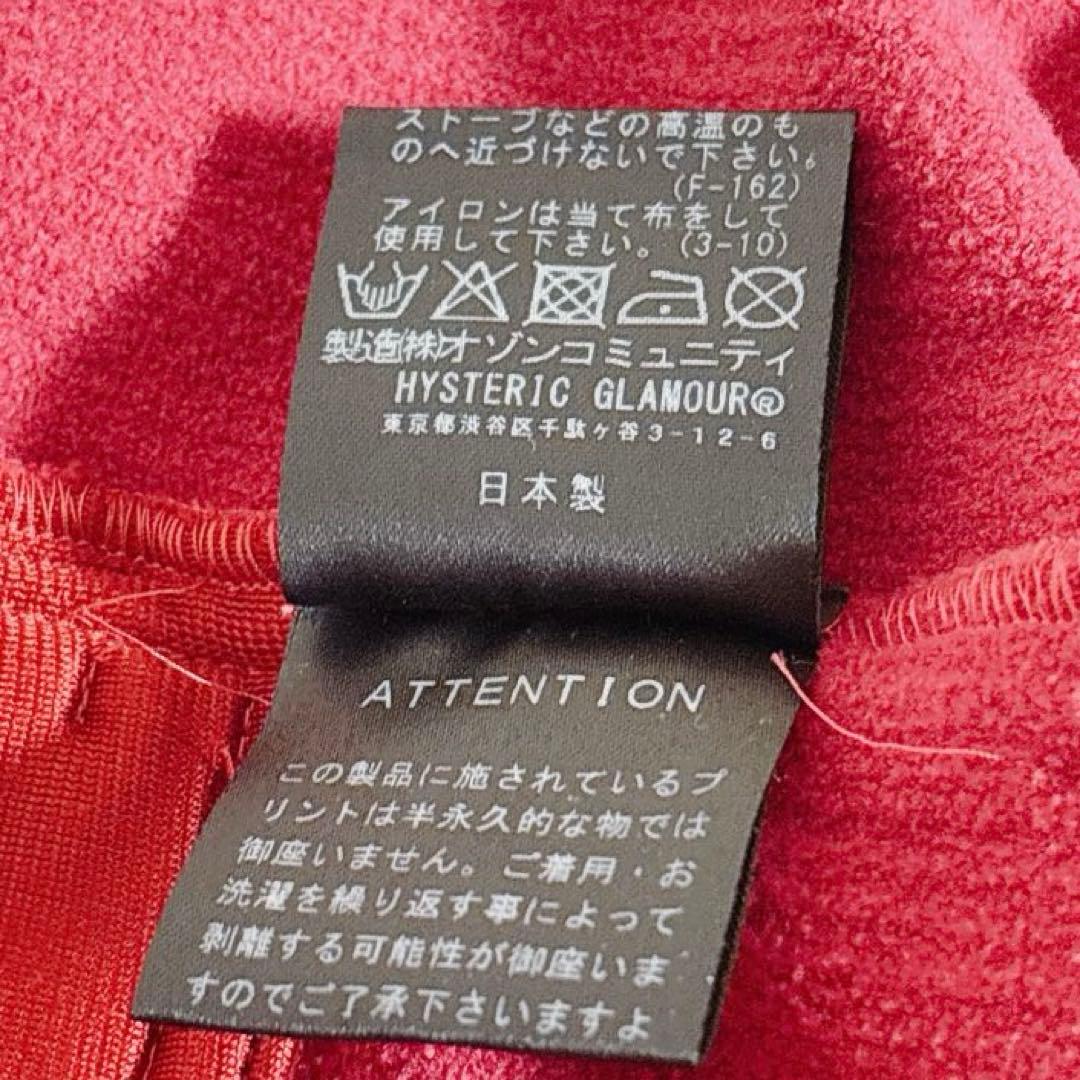 ストーブなどの高温のも
のへ近づけないで下さい。
(F-162)
アイロンは当て布をして
使用して下さい。(3-10)
製造(株)オゾンコミュニティ
HYSTERIC GLAMOUR®
東京都渋谷区千駄ヶ谷3-12-6
日本製
ATTENTION
この製品に施されているプ
リントは半永久的な物では
御座いません。ご着用・お
洗濯を繰り返す事によって
剥離する可能性が御座いま
すのでご了承下さいますよ